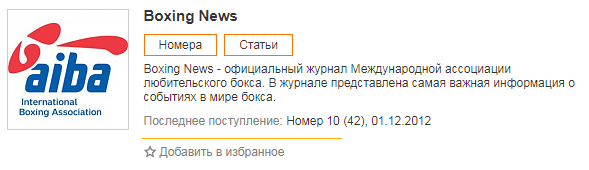 aiba
International
Boxing Association
Boxing News
Номера
Статьи
Boxing News - официальный журнал Международной ассоциации
любительского бокса. В журнале представлена самая важная информация о
событиях в мире бокса.
Последнее поступление: Номер 10 (42), 01.12.2012
Добавить в избранное